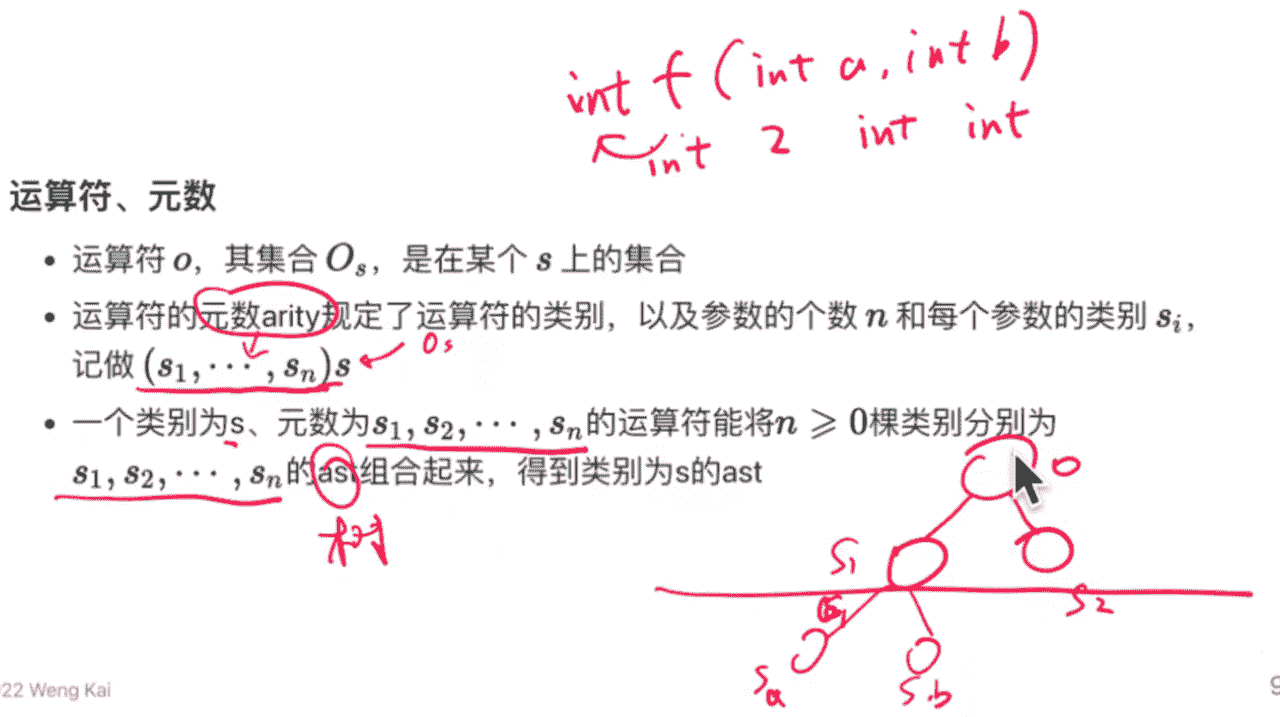 int f (int a, int b)
int 2 int int
运算符、元数
• 运算符 o，其集合 Oₛ，是在某个 s 上的集合
• 运算符的元数arity规定了运算符的类别，以及参数的个数 n 和每个参数的类别 sᵢ，
Os
记做 (s₁, ⋯ , sₙ)s
• 一个类别为s、元数为s₁, s₂, ⋯ , sₙ的运算符能将n ⩾ 0棵类别分别为
s₁, s₂, ⋯ , sₙ的ast组合起来，得到类别为s的ast
o
树
S1
S2
Sa
S.b
22 Weng Kai
9